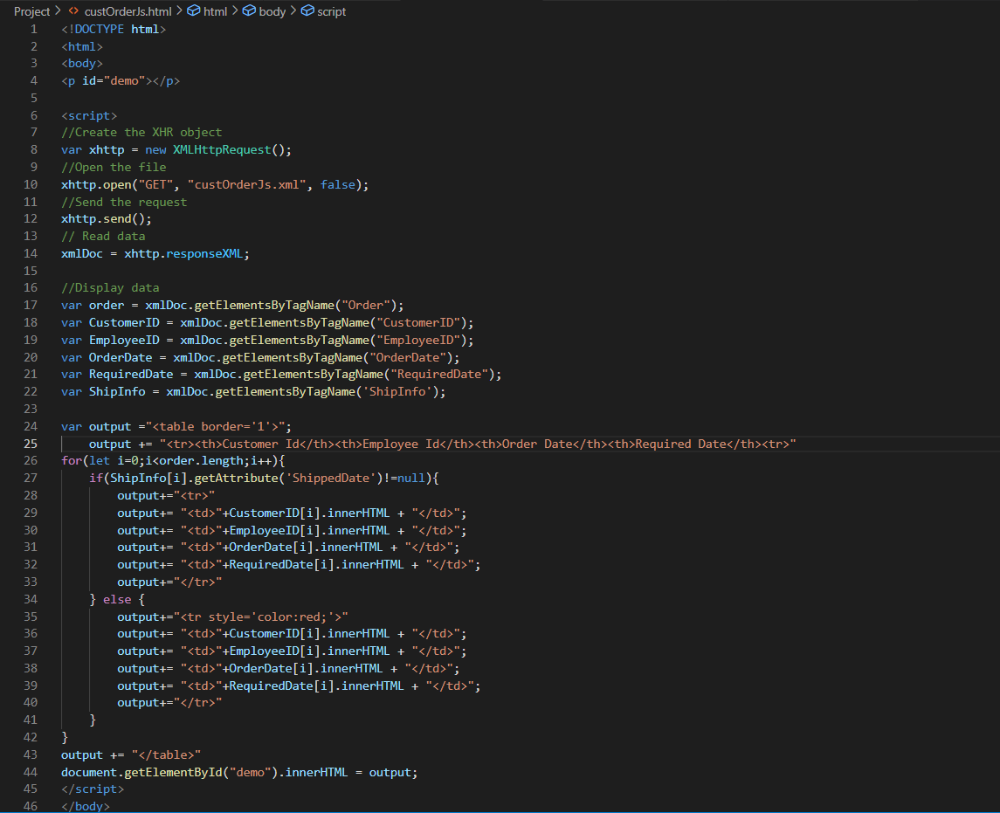 Project > custOrderJs.html > html > body > script
1 <!DOCTYPE html>
2 <html>
3 <body>
4 <p id="demo"></p>
5
6 <script>
7 //Create the XHR object
8 var xhttp = new XMLHttpRequest();
9 //Open the file
10 xhttp.open("GET", "custOrderJs.xml", false);
11 //Send the request
12 xhttp.send();
13 // Read data
14 xmlDoc = xhttp.responseXML;
15
16 //Display data
17 var order = xmlDoc.getElementsByTagName("Order");
18 var CustomerID = xmlDoc.getElementsByTagName("CustomerID");
19 var EmployeeID = xmlDoc.getElementsByTagName("EmployeeID");
20 var OrderDate = xmlDoc.getElementsByTagName("OrderDate");
21 var RequiredDate = xmlDoc.getElementsByTagName("RequiredDate");
22 var ShipInfo = xmlDoc.getElementsByTagName('ShipInfo');
23
24 var output ="<table border='1'>";
25     output += "<tr><th>Customer Id</th><th>Employee Id</th><th>Order Date</th><th>Required Date</th><tr>"
26 for(let i=0;i<order.length;i++){
27     if(ShipInfo[i].getAttribute('ShippedDate')!=null){
28         output+="<tr>"
29         output+= "<td>"+CustomerID[i].innerHTML + "</td>";
30         output+= "<td>"+EmployeeID[i].innerHTML + "</td>";
31         output+= "<td>"+OrderDate[i].innerHTML + "</td>";
32         output+= "<td>"+RequiredDate[i].innerHTML + "</td>";
33         output+="</tr>"
34     } else {
35         output+="<tr style='color:red;'>"
36         output+= "<td>"+CustomerID[i].innerHTML + "</td>";
37         output+= "<td>"+EmployeeID[i].innerHTML + "</td>";
38         output+= "<td>"+OrderDate[i].innerHTML + "</td>";
39         output+= "<td>"+RequiredDate[i].innerHTML + "</td>";
40         output+="</tr>"
41     }
42 }
43 output += "</table>"
44 document.getElementById("demo").innerHTML = output;
45 </script>
46 </body>